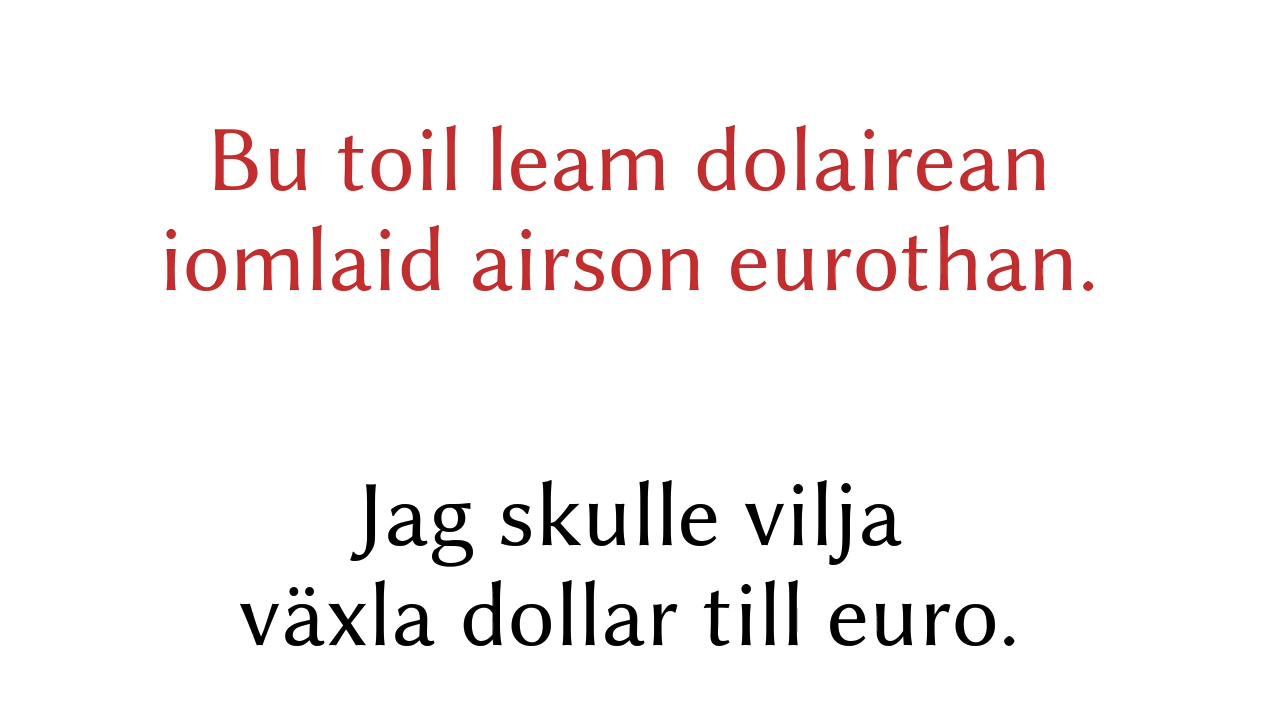 Bu toil leam dolairean
iomlaid airson eurothan.
Jag skulle vilja
växla dollar till euro.